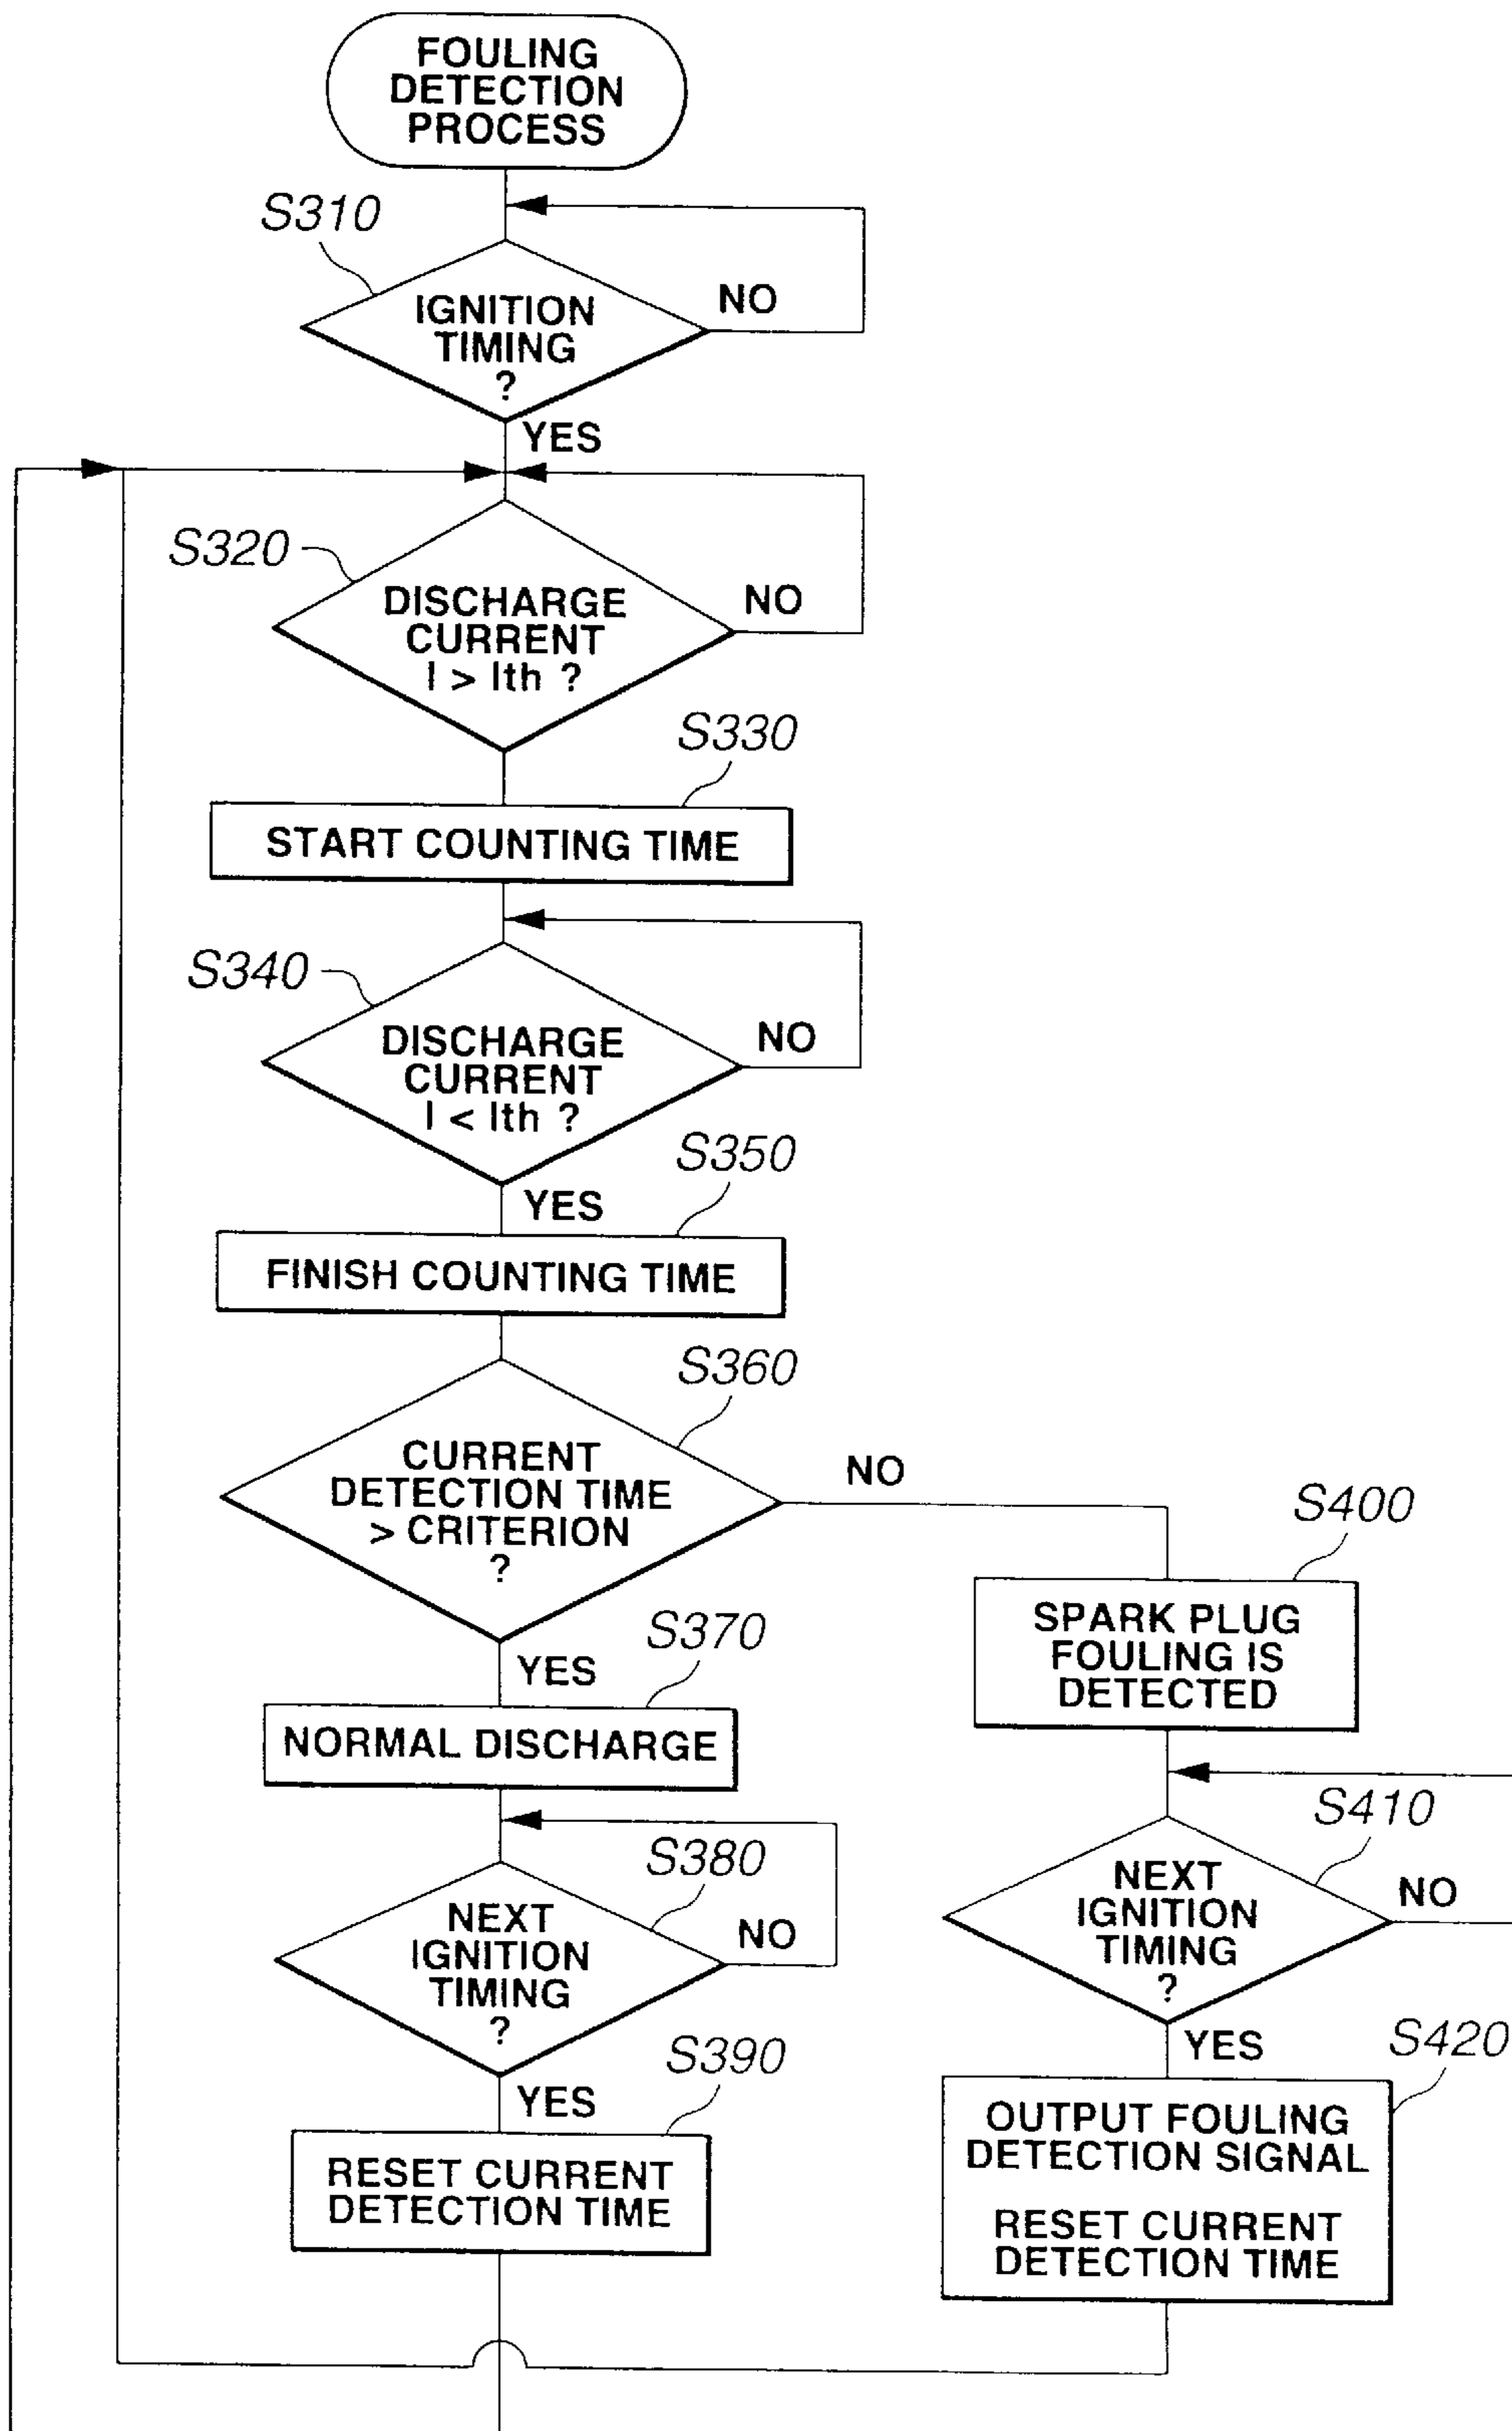 FOULING
DETECTION
PROCESS
S310
IGNITION
TIMING
?
NO
YES
S320
DISCHARGE
CURRENT
I > Ith ?
NO
S330
START COUNTING TIME
S340
DISCHARGE
CURRENT
I < Ith ?
NO
S350
YES
FINISH COUNTING TIME
S360
CURRENT
DETECTION TIME
> CRITERION
?
NO
S400
SPARK PLUG
FOULING IS
DETECTED
S370
YES
NORMAL DISCHARGE
S380
NEXT
IGNITION
TIMING
?
NO
S410
NEXT
IGNITION
TIMING
?
NO
S390
YES
RESET CURRENT
DETECTION TIME
YES
S420
OUTPUT FOULING
DETECTION SIGNAL
RESET CURRENT
DETECTION TIME